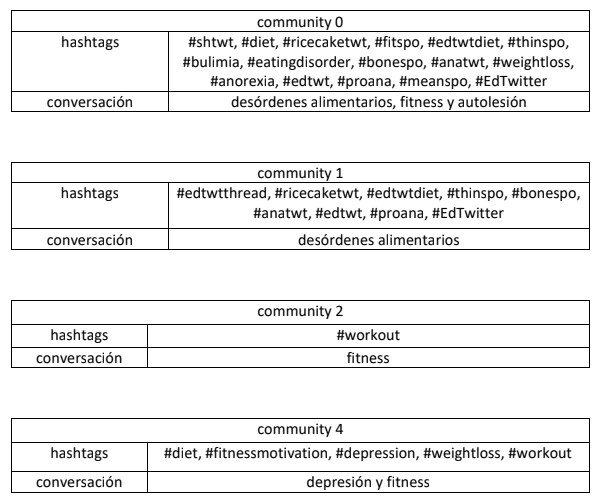 community 0
hashtags
#shtwt, #diet, #ricecaketwt, #fitspo, #edtwtdiet, #thinspo,
#bulimia, #eatingdisorder, #bonespo, #anatwt, #weightloss,
#anorexia, #edtwt, #proana, #meanspo, #EdTwitter
conversación
desórdenes alimentarios, fitness y autolesión
community 1
hashtags
#edtwtthread, #ricecaketwt, #edtwtdiet, #thinspo, #bonespo,
#anatwt, #edtwt, #proana, #EdTwitter
conversación
desórdenes alimentarios
community 2
hashtags
#workout
conversación
fitness
community 4
hashtags
#diet, #fitnessmotivation, #depression, #weightloss, #workout
conversación
depresión y fitness